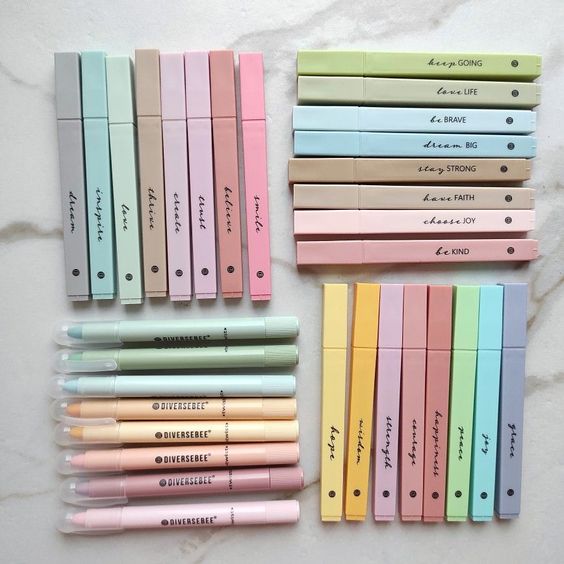 dream
inspire
love
thrive
create
trust
believe
smile
keep GOING
love LIFE
be BRAVE
dream BIG
stay STRONG
have FAITH
choose JOY
be KIND
DIVERSEBEE
DIVERSEBEE®
DIVERSEBEE®
DIVERSEBEE®
DIVERSEBEE®
DIVERSEBEE®
hope
wisdom
strength
courage
happiness
peace
joy
grace